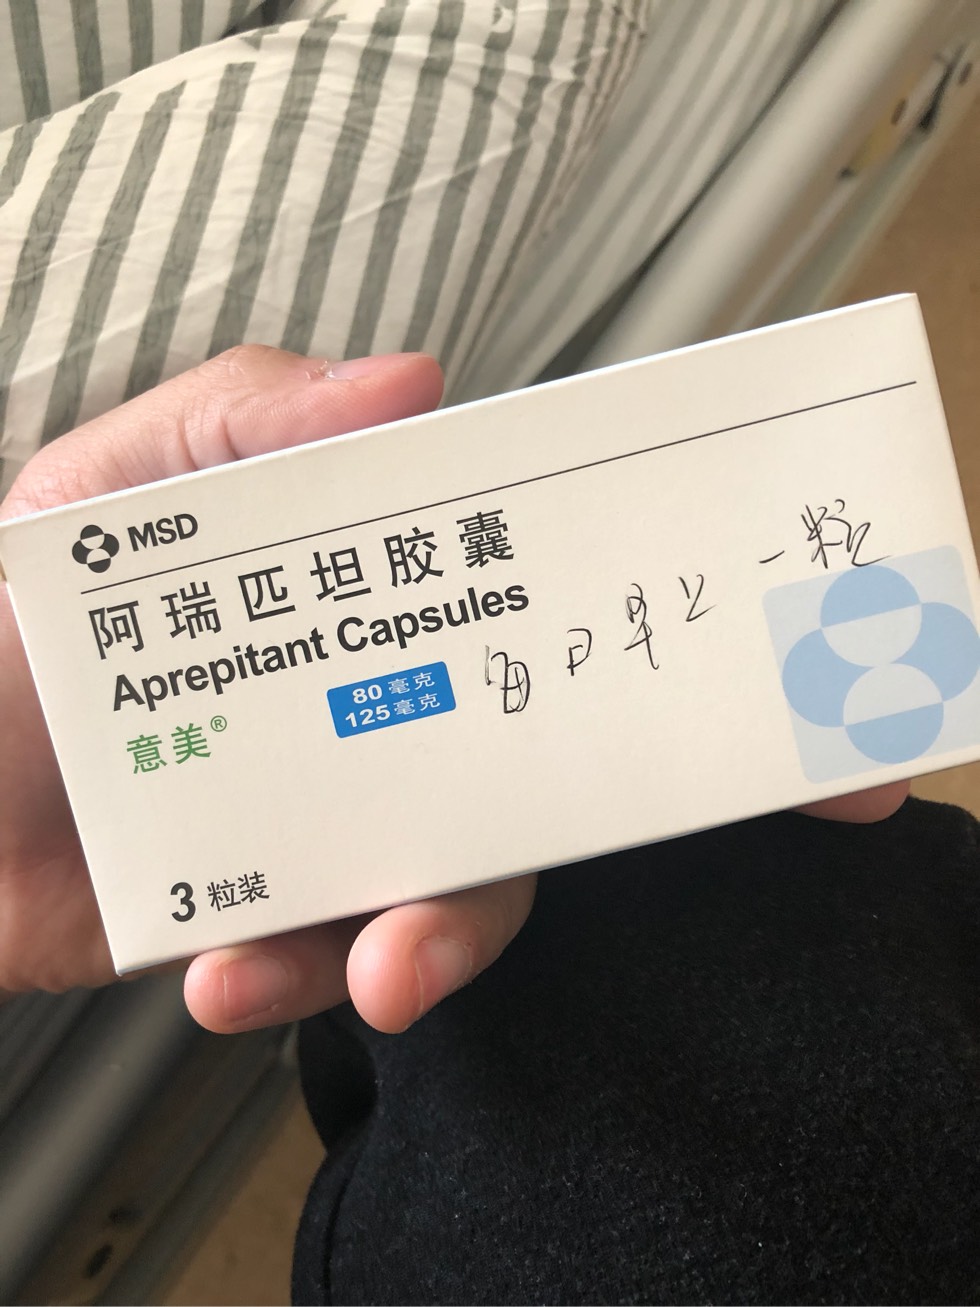 MSD
阿瑞匹坦胶囊
Aprepitant Capsules
意美®
80毫克
125毫克
每日早上一粒
3粒装